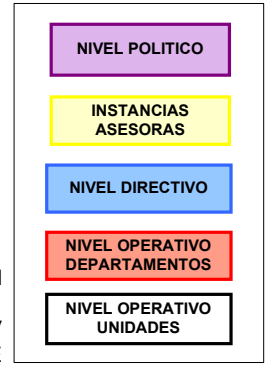 NIVEL POLITICO
INSTANCIAS
ASESORAS
NIVEL DIRECTIVO
NIVEL OPERATIVO
DEPARTAMENTOS
NIVEL OPERATIVO
UNIDADES